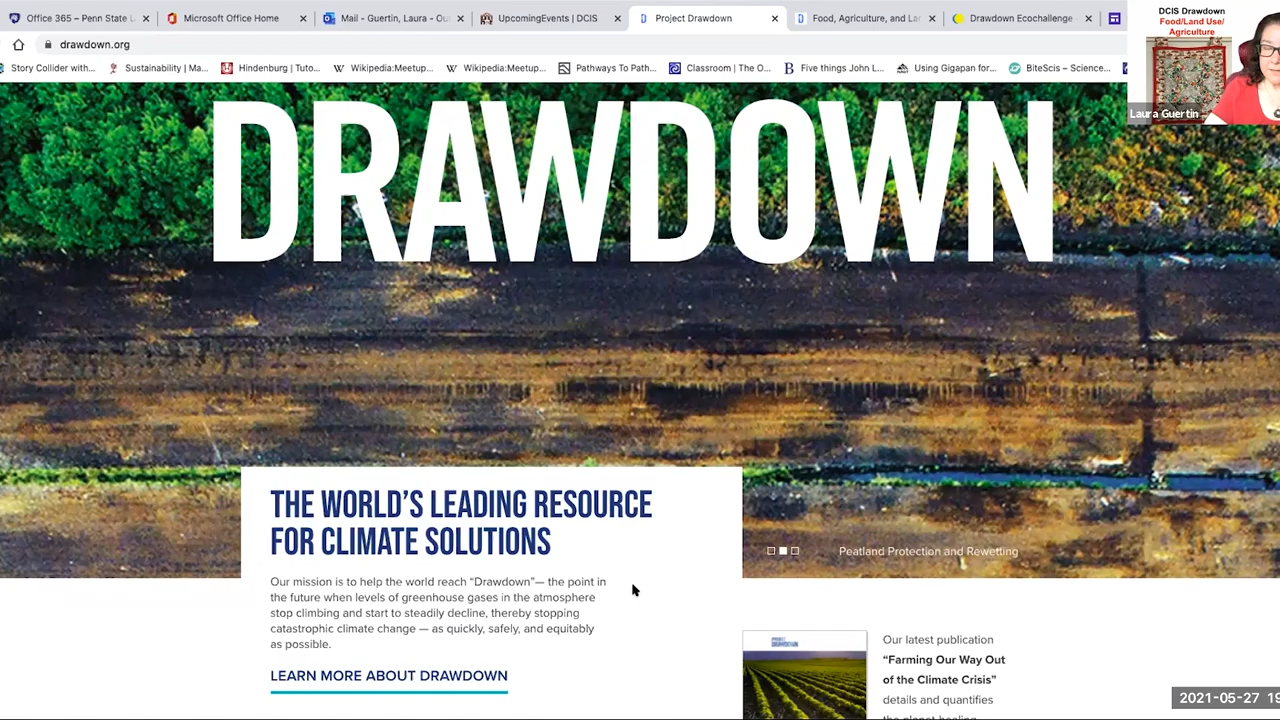 Office 365 – Penn State L
Microsoft Office Home
Mail - Guertin, Laura - Ou
UpcomingEvents | DCIS
Project Drawdown
Food, Agriculture, and Lan
Drawdown Ecochallenge
drawdown.org
Story Collider with...
Sustainability | Ma...
Hindenburg | Tuto...
Wikipedia:Meetup...
Pathways To Path...
Classroom | The O...
Five things John L...
Using Gigapan for...
BiteScis – Science...
DCIS Drawdown
Food/Land Use/
Agriculture
Laura Guertin
DRAWDOWN
THE WORLD'S LEADING RESOURCE
FOR CLIMATE SOLUTIONS
Peatland Protection and Rewetting
Our mission is to help the world reach “Drawdown”— the point in
the future when levels of greenhouse gases in the atmosphere
stop climbing and start to steadily decline, thereby stopping
catastrophic climate change — as quickly, safely, and equitably
as possible.
LEARN MORE ABOUT DRAWDOWN
Our latest publication
“Farming Our Way Out
of the Climate Crisis”
details and quantifies
the planet-healing
2021-05-27 19